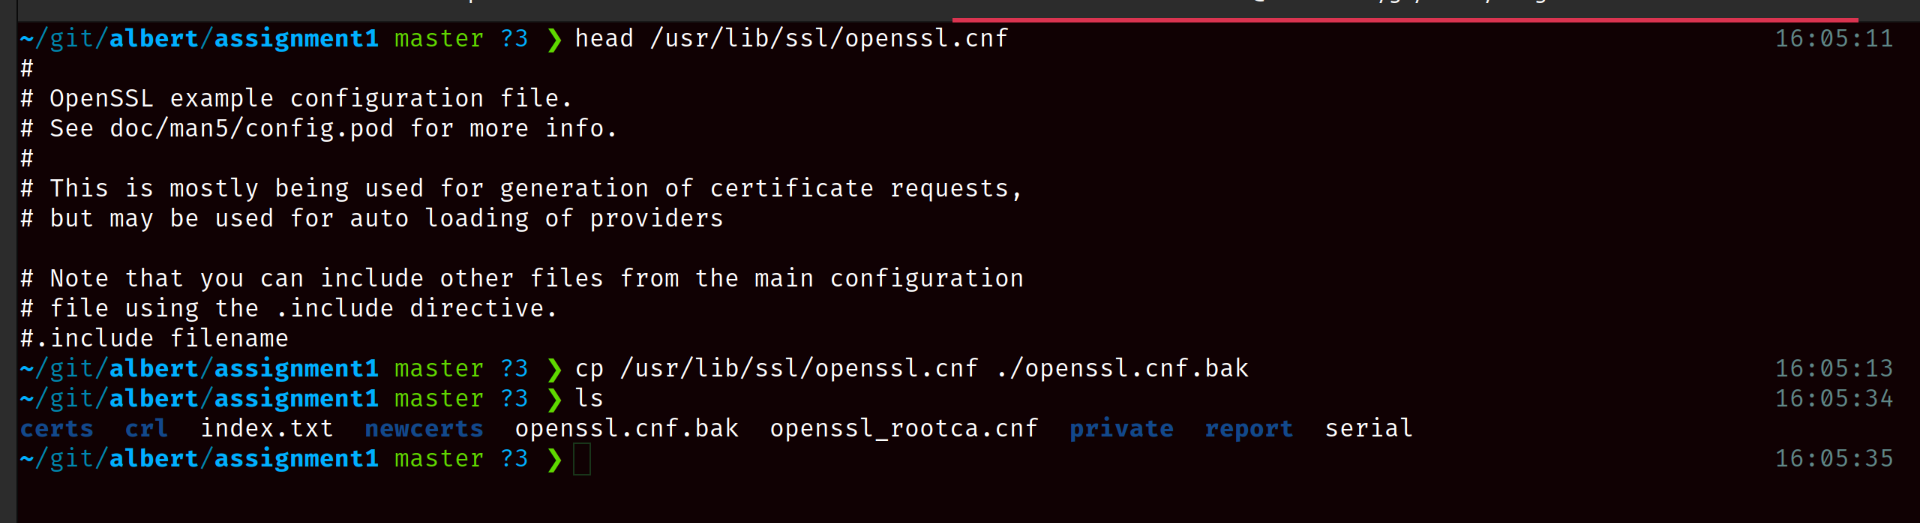 ~/git/albert/assignment1 master ?3 ❯ head /usr/lib/ssl/openssl.cnf 16:05:11
#
# OpenSSL example configuration file.
# See doc/man5/config.pod for more info.
#
# This is mostly being used for generation of certificate requests,
# but may be used for auto loading of providers
# Note that you can include other files from the main configuration
# file using the .include directive.
#.include filename
~/git/albert/assignment1 master ?3 ❯ cp /usr/lib/ssl/openssl.cnf ./openssl.cnf.bak 16:05:13
~/git/albert/assignment1 master ?3 ❯ ls 16:05:34
certs crl index.txt newcerts openssl.cnf.bak openssl_rootca.cnf private report serial
~/git/albert/assignment1 master ?3 ❯ 16:05:35